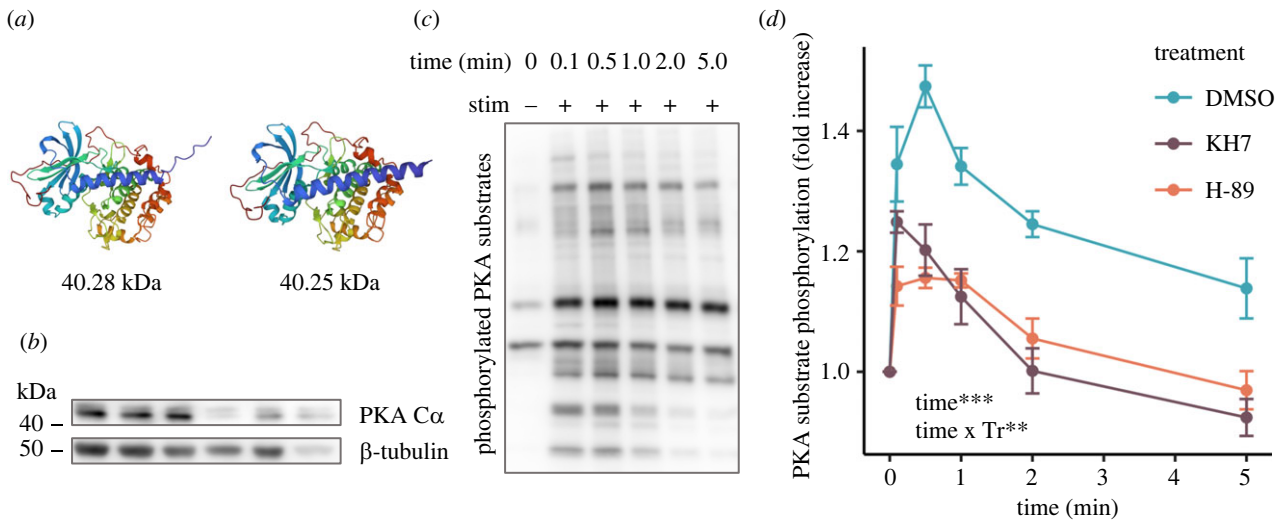 (a)
40.28 kDa
40.25 kDa
(b)
kDa
40
50
PKA Cα
β-tubulin
(c)
time (min) 0 0.1 0.5 1.0 2.0 5.0
stim – + + + + +
phosphorylated PKA substrates
(d)
PKA substrate phosphorylation (fold increase)
1.4
1.2
1.0
treatment
DMSO
KH7
H-89
time***
time x Tr**
0 1 2 3 4 5
time (min)